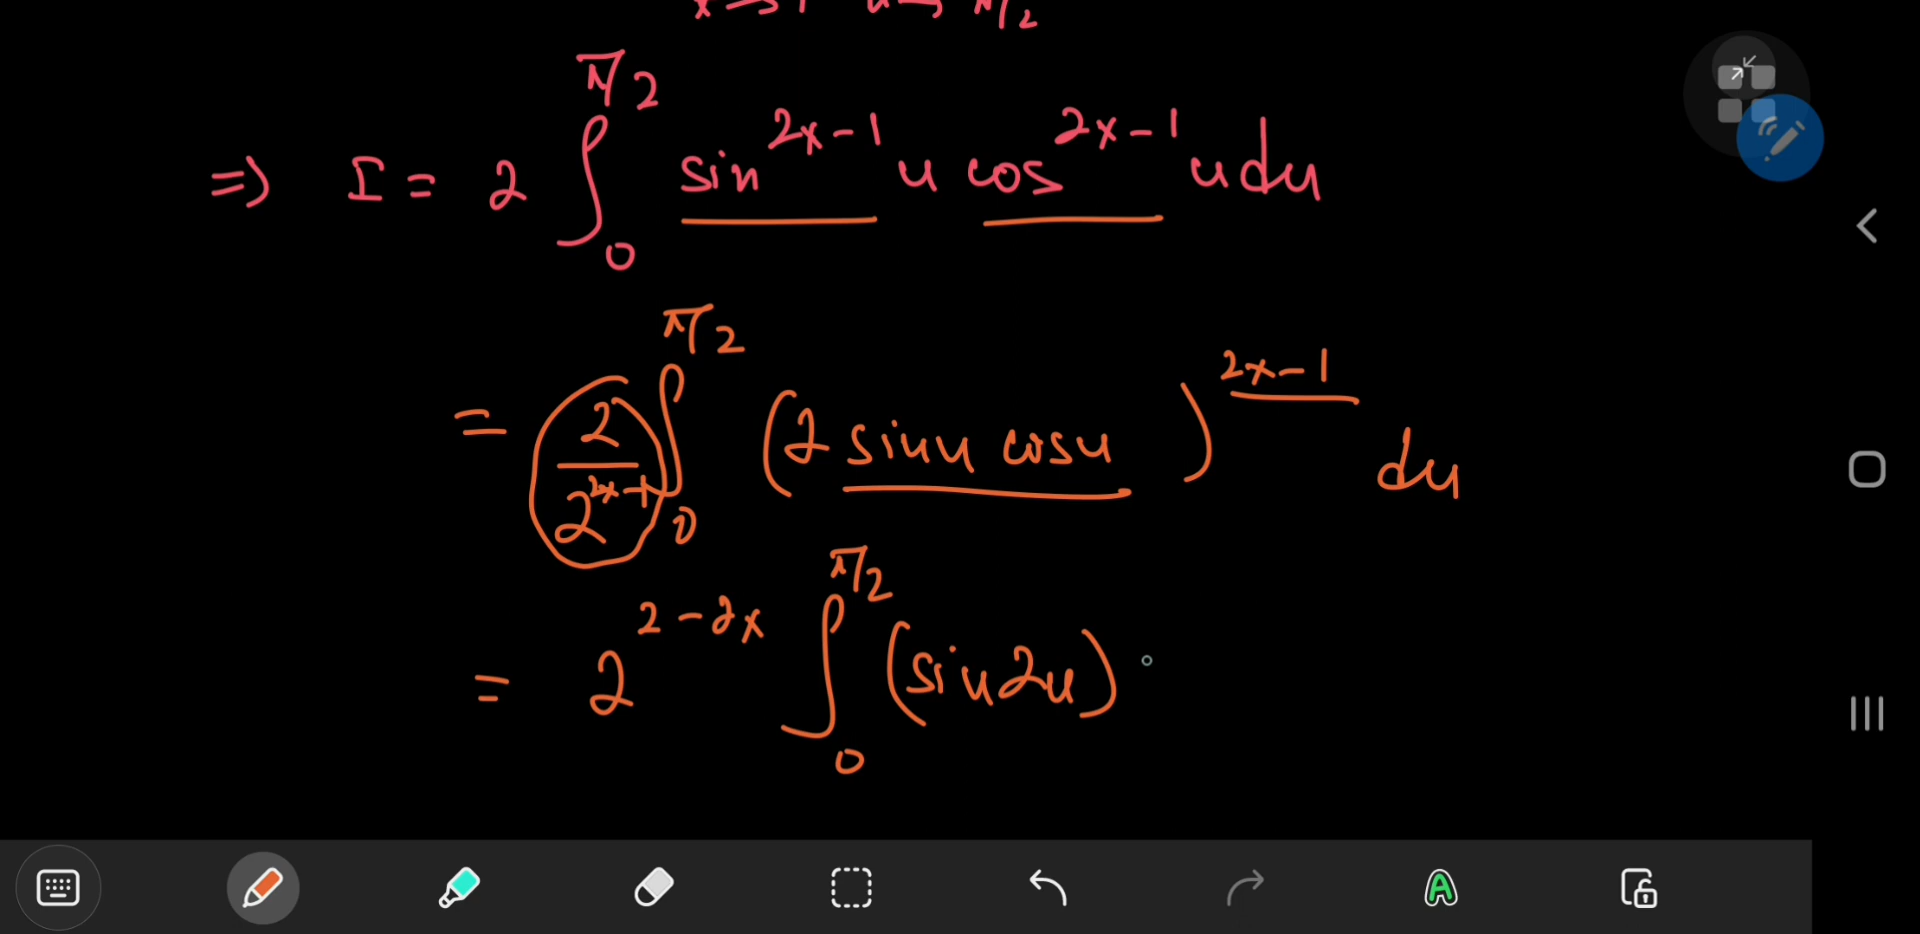 ⇒ I = 2 ∫₀^{π/2} sin^{2x-1} u cos^{2x-1} u du
= 2/2^{2x-1} ∫₀^{π/2} (2 sinu cosu)^{2x-1} du
= 2^{2-2x} ∫₀^{π/2} (sin2u)
A